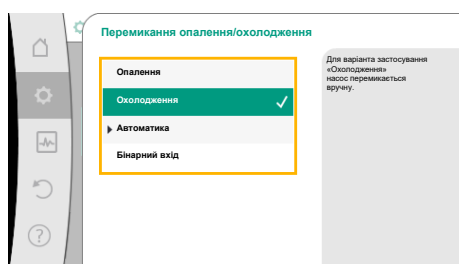 Перемикання опалення/охолодження
Опалення
Охолодження
Автоматика
Бінарний вхід
Для варіанта застосування
«Охолодження»
насос перемикається
вручну.